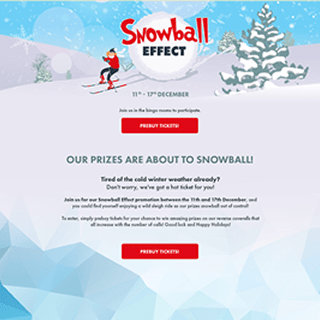 Snowball
EFFECT
11TH - 17TH DECEMBER
Join us in the bingo rooms to participate.
PREBUY TICKETS!
OUR PRIZES ARE ABOUT TO SNOWBALL!
Tired of the cold winter weather already?
Don't worry, we've got a hot ticket for you!
Join us for our Snowball Effect promotion between the 11th and 17th December, and
you could find yourself enjoying a wild sleigh ride as our prizes snowball out of control!
To enter, simply prebuy tickets for your chance to win amazing prizes on our reverse coveralls that
all increase with the number of calls! Good luck and Happy Holidays!
PREBUY TICKETS!